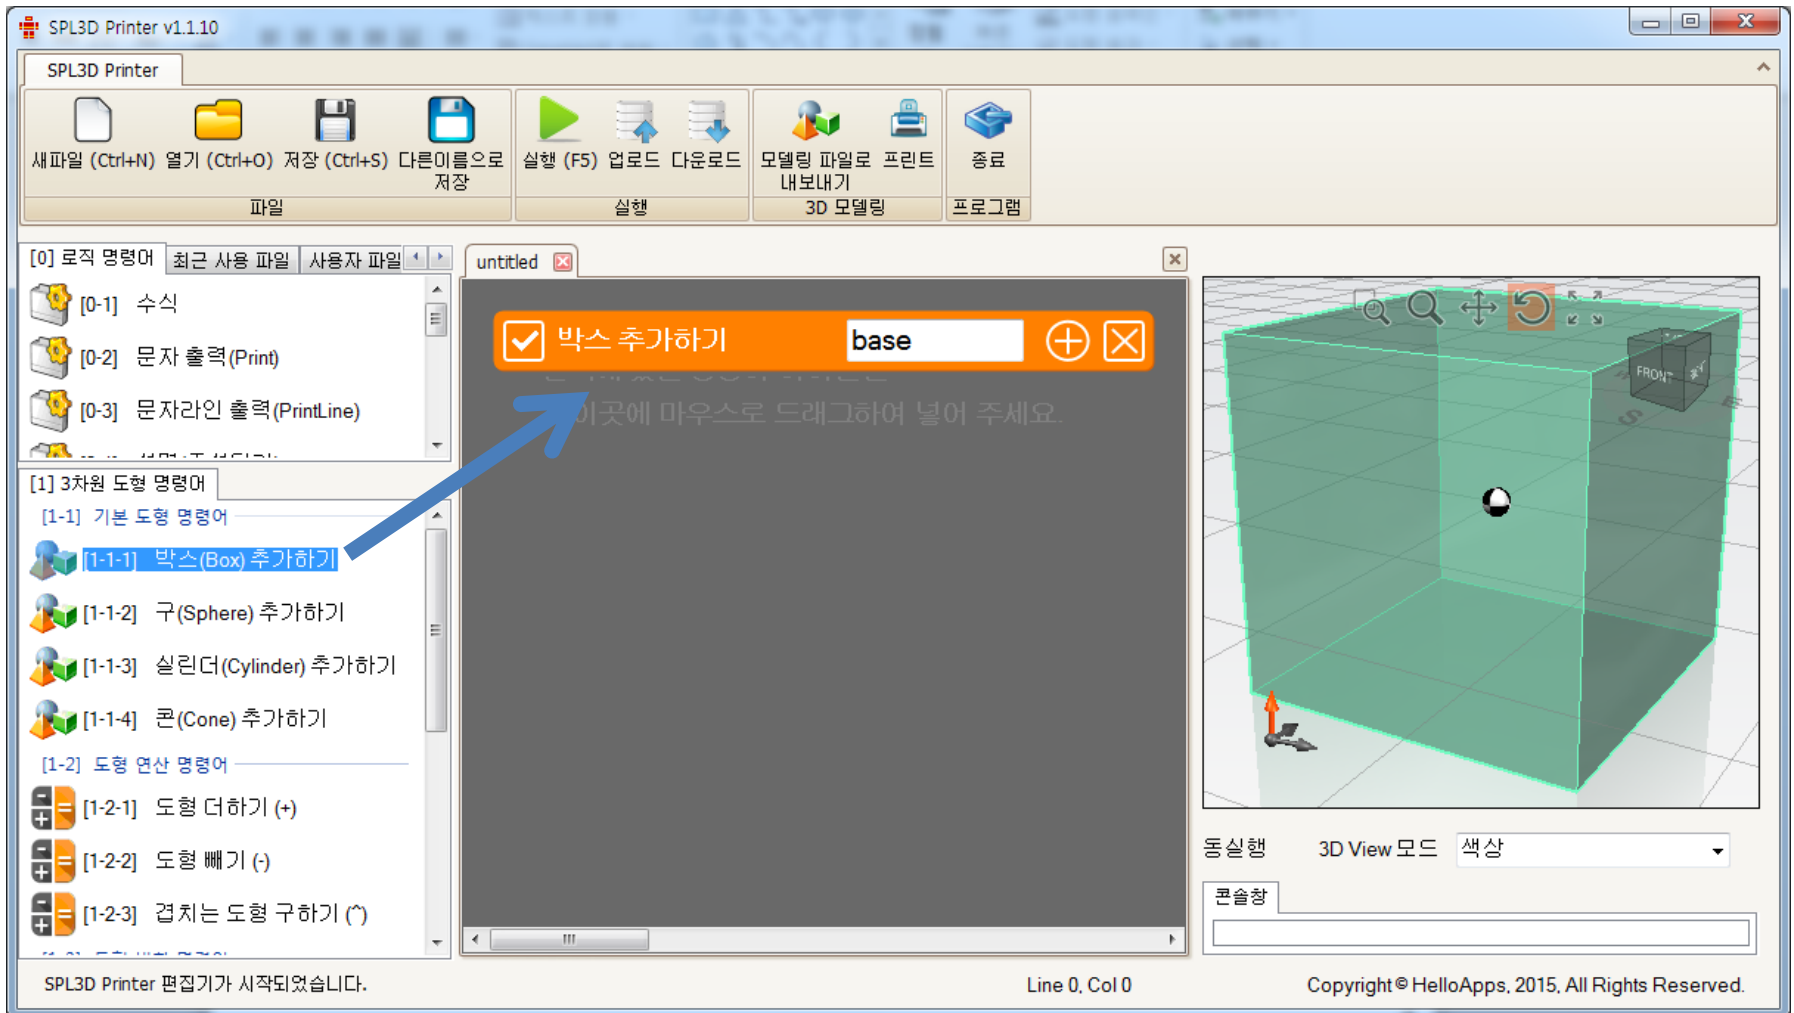 SPL3D Printer v1.1.10
SPL3D Printer
새파일 (Ctrl+N)
열기 (Ctrl+O)
저장 (Ctrl+S)
다른이름으로
저장
파일
실행 (F5)
업로드
다운로드
실행
모델링 파일로
내보내기
프린트
3D 모델링
종료
프로그램
[0] 로직 명령어
최근 사용 파일
사용자 파일
[0-1] 수식
[0-2] 문자 출력(Print)
[0-3] 문자라인 출력(PrintLine)
[1] 3차원 도형 명령어
[1-1] 기본 도형 명령어
[1-1-1] 박스(Box) 추가하기
[1-1-2] 구(Sphere) 추가하기
[1-1-3] 실린더(Cylinder) 추가하기
[1-1-4] 콘(Cone) 추가하기
[1-2] 도형 연산 명령어
[1-2-1] 도형 더하기 (+)
[1-2-2] 도형 빼기 (-)
[1-2-3] 겹치는 도형 구하기 (^)
untitled
박스 추가하기
base
이곳에 마우스로 드래그하여 넣어 주세요.
FRONT
S
E
동실행
3D View 모드
색상
콘솔창
SPL3D Printer 편집기가 시작되었습니다.
Line 0, Col 0
Copyright © HelloApps, 2015, All Rights Reserved.